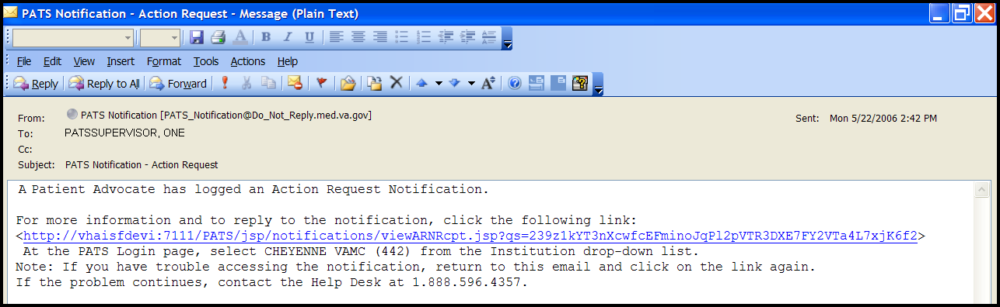 PATS Notification - Action Request - Message (Plain Text)
B I U
File Edit View Insert Format Tools Actions Help
Reply Reply to All Forward
From: PATS Notification [PATS_Notification@Do_Not_Reply.med.va.gov] Sent: Mon 5/22/2006 2:42 PM
To: PATSSUPERVISOR, ONE
Cc:
Subject: PATS Notification - Action Request
A Patient Advocate has logged an Action Request Notification.
For more information and to reply to the notification, click the following link:
<http://vhaisfdevi:7111/PATS/jsp/notifications/viewARNRcpt.jsp?qs=239z1kYT3nXcwfcEFminoJqPl2pVTR3DXE7FY2VTa4L7xjK6f2>
At the PATS Login page, select CHEYENNE VAMC (442) from the Institution drop-down list.
Note: If you have trouble accessing the notification, return to this email and click on the link again.
If the problem continues, contact the Help Desk at 1.888.596.4357.